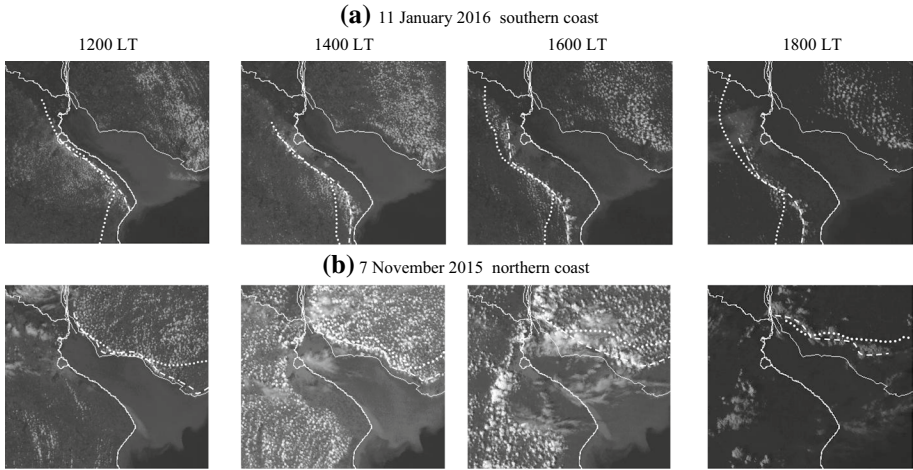 (a) 11 January 2016 southern coast
1200 LT 1400 LT 1600 LT 1800 LT
(b) 7 November 2015 northern coast